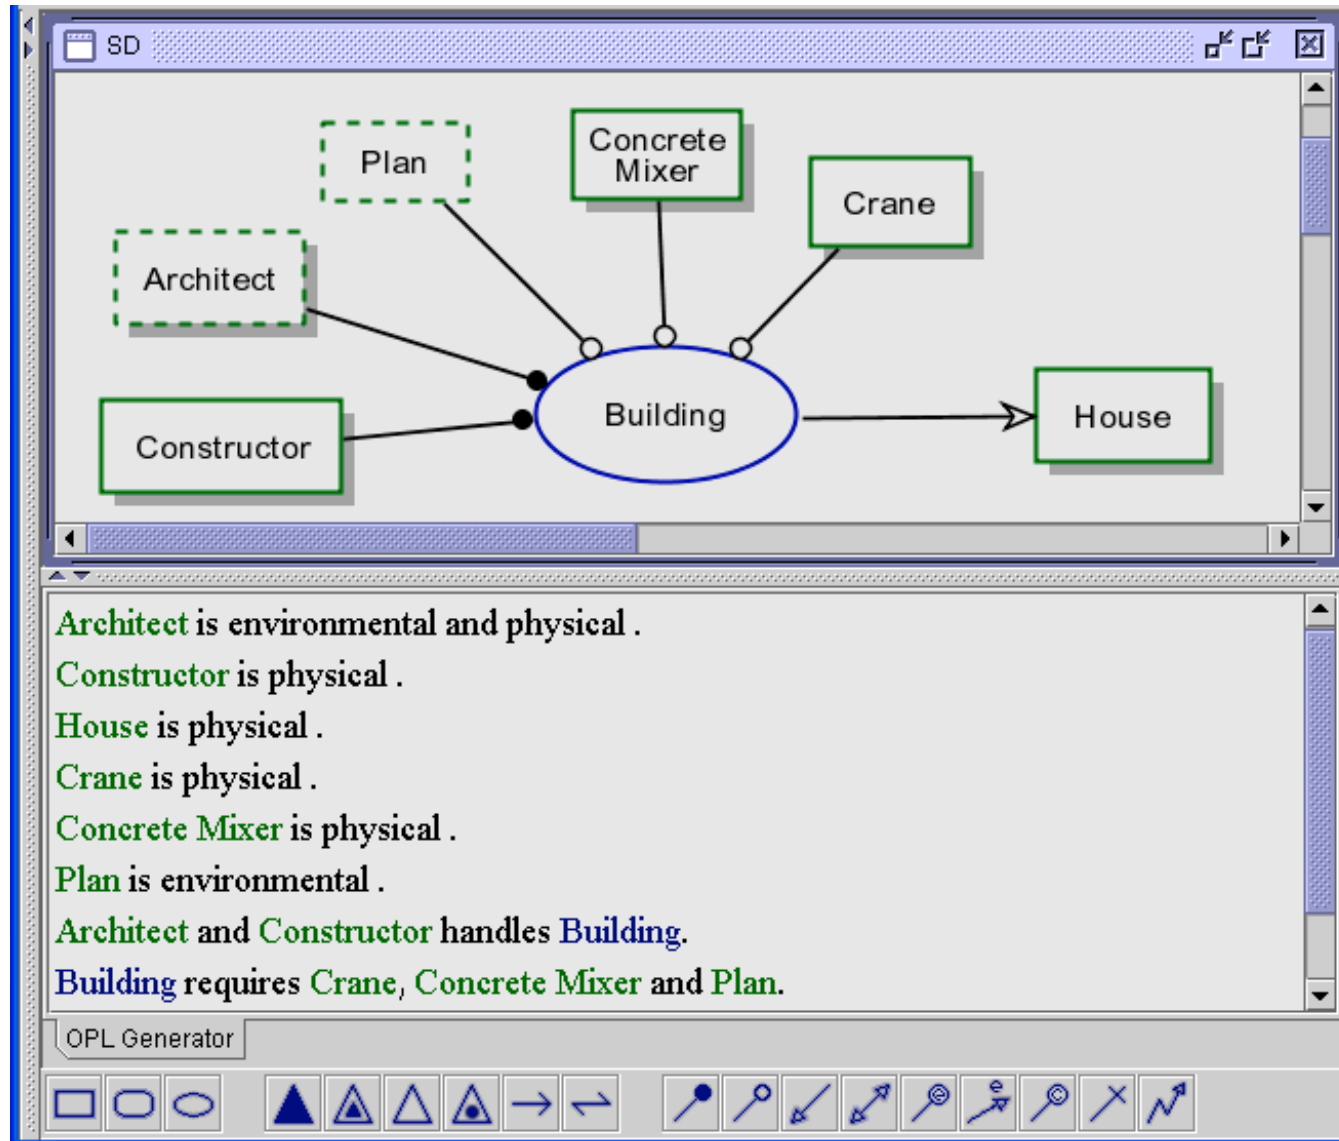 SD
Plan
Concrete
Mixer
Crane
Architect
Constructor
Building
House
Architect is environmental and physical .
Constructor is physical .
House is physical .
Crane is physical .
Concrete Mixer is physical .
Plan is environmental .
Architect and Constructor handles Building.
Building requires Crane, Concrete Mixer and Plan.
OPL Generator
e
e
c